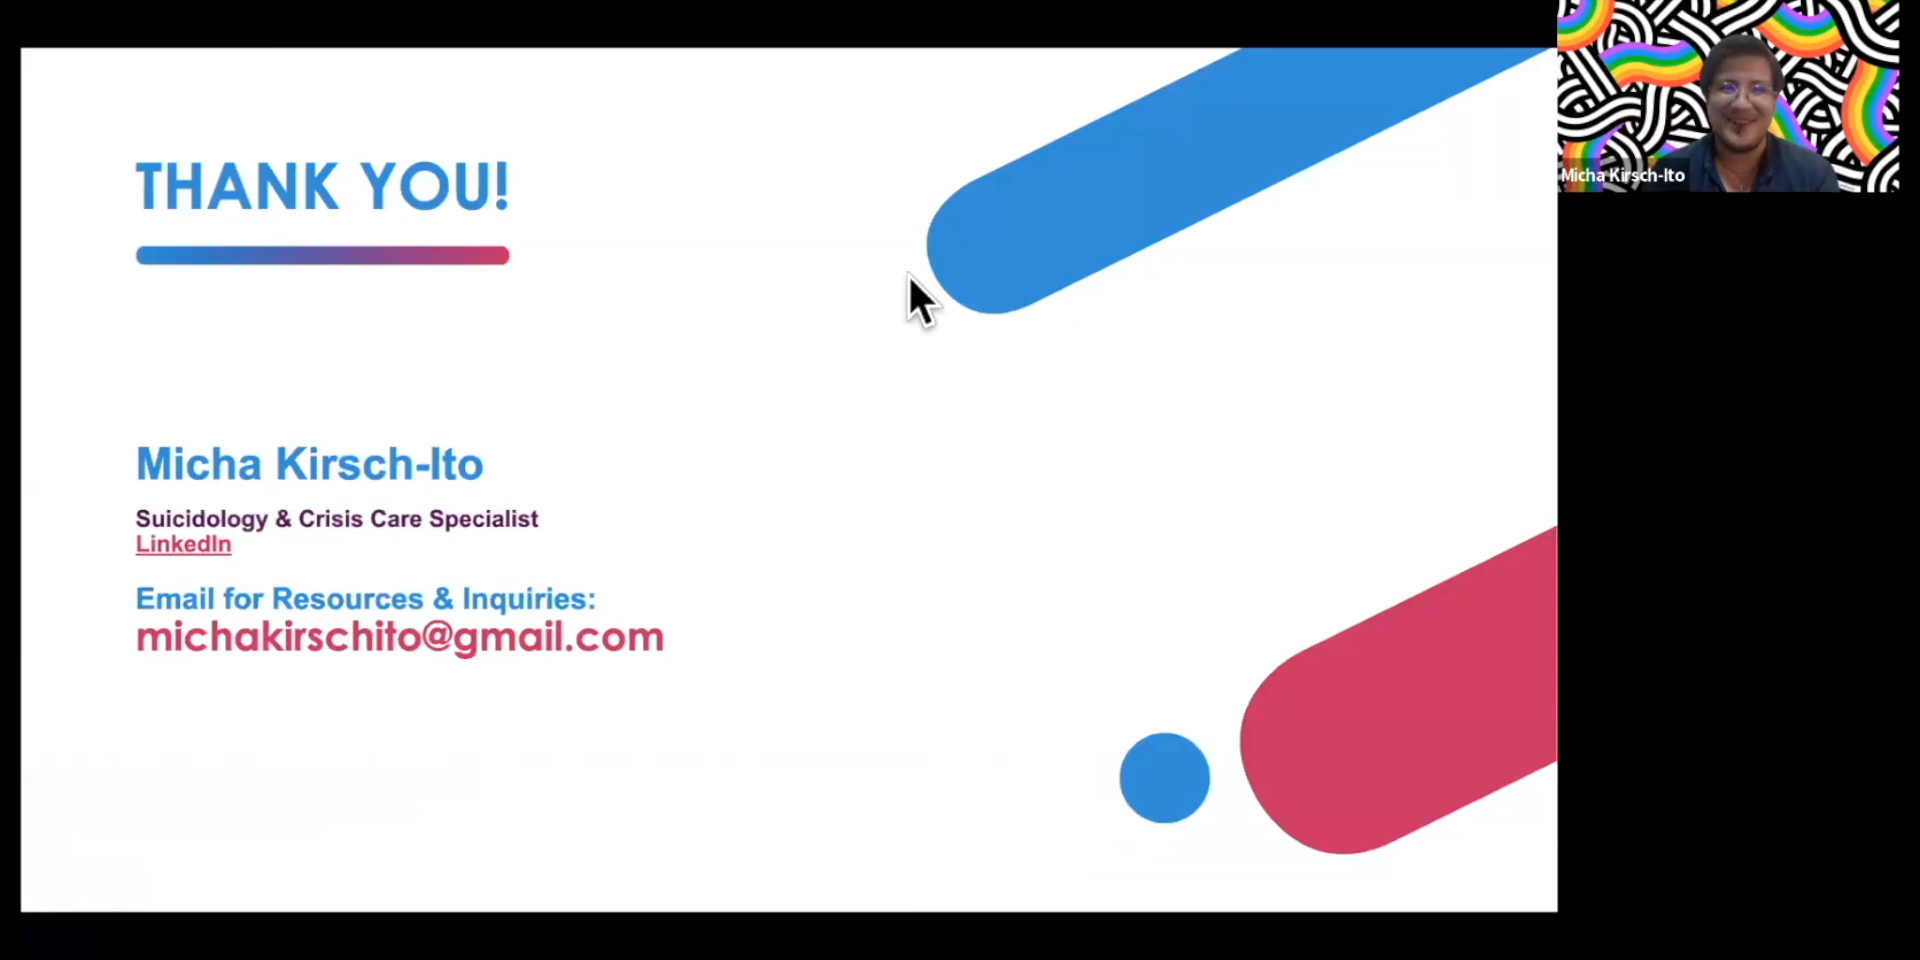 THANK YOU!
Micha Kirsch-Ito
Suicidology & Crisis Care Specialist
LinkedIn
Email for Resources & Inquiries:
michakirschito@gmail.com
Micha Kirsch-Ito